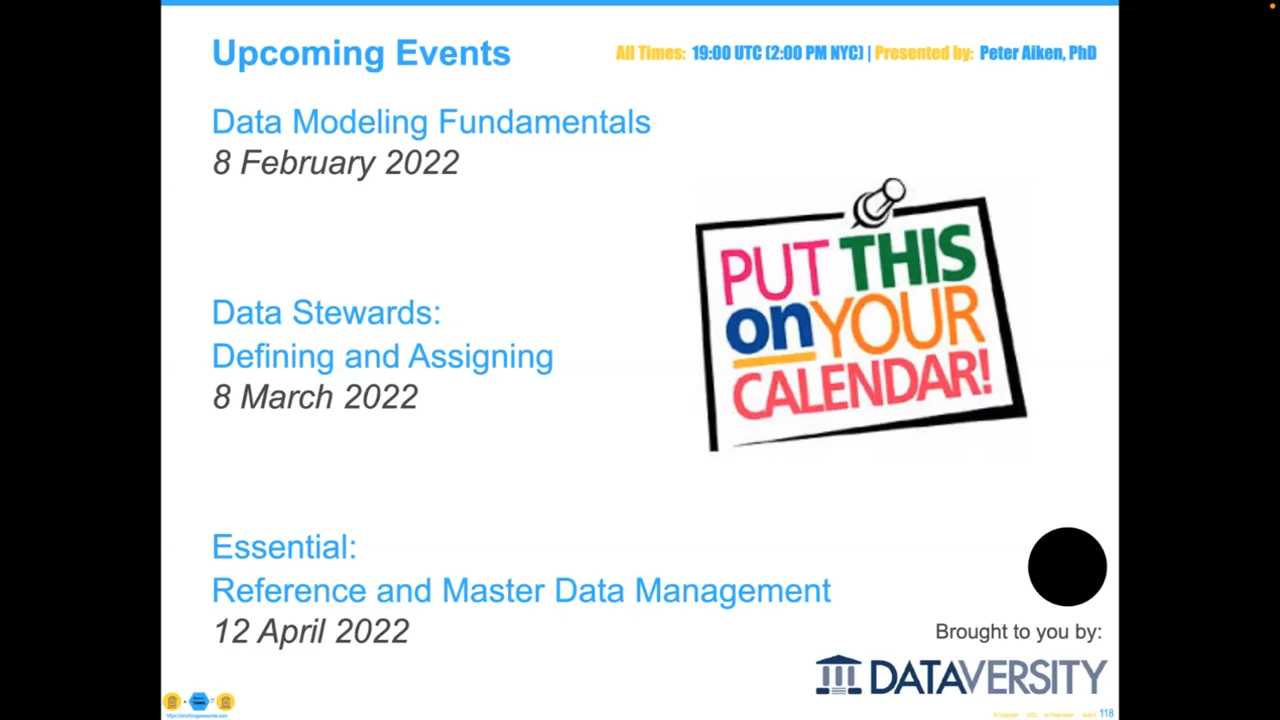 Upcoming Events
All Times: 19:00 UTC (2:00 PM NYC) | Presented by: Peter Aiken, PhD
Data Modeling Fundamentals
8 February 2022
PUT THIS
on YOUR
CALENDAR!
Data Stewards:
Defining and Assigning
8 March 2022
Essential:
Reference and Master Data Management
12 April 2022
Brought to you by:
DATAVERSITY
118